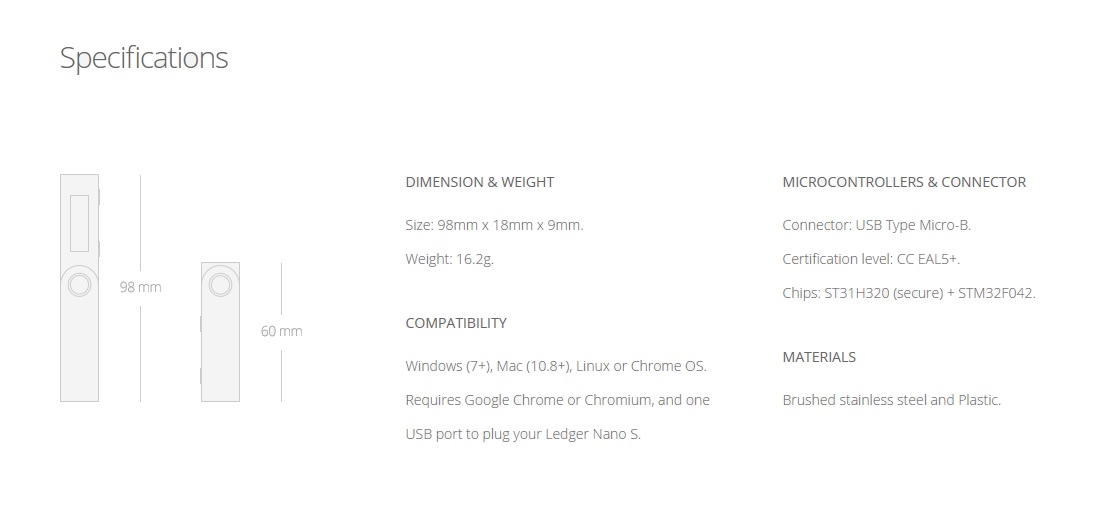 Specifications
98 mm
60 mm
DIMENSION & WEIGHT
Size: 98mm x 18mm x 9mm.
Weight: 16.2g.
COMPATIBILITY
Windows (7+), Mac (10.8+), Linux or Chrome OS.
Requires Google Chrome or Chromium, and one
USB port to plug your Ledger Nano S.
MICROCONTROLLERS & CONNECTOR
Connector: USB Type Micro-B.
Certification level: CC EAL5+.
Chips: ST31H320 (secure) + STM32F042.
MATERIALS
Brushed stainless steel and Plastic.